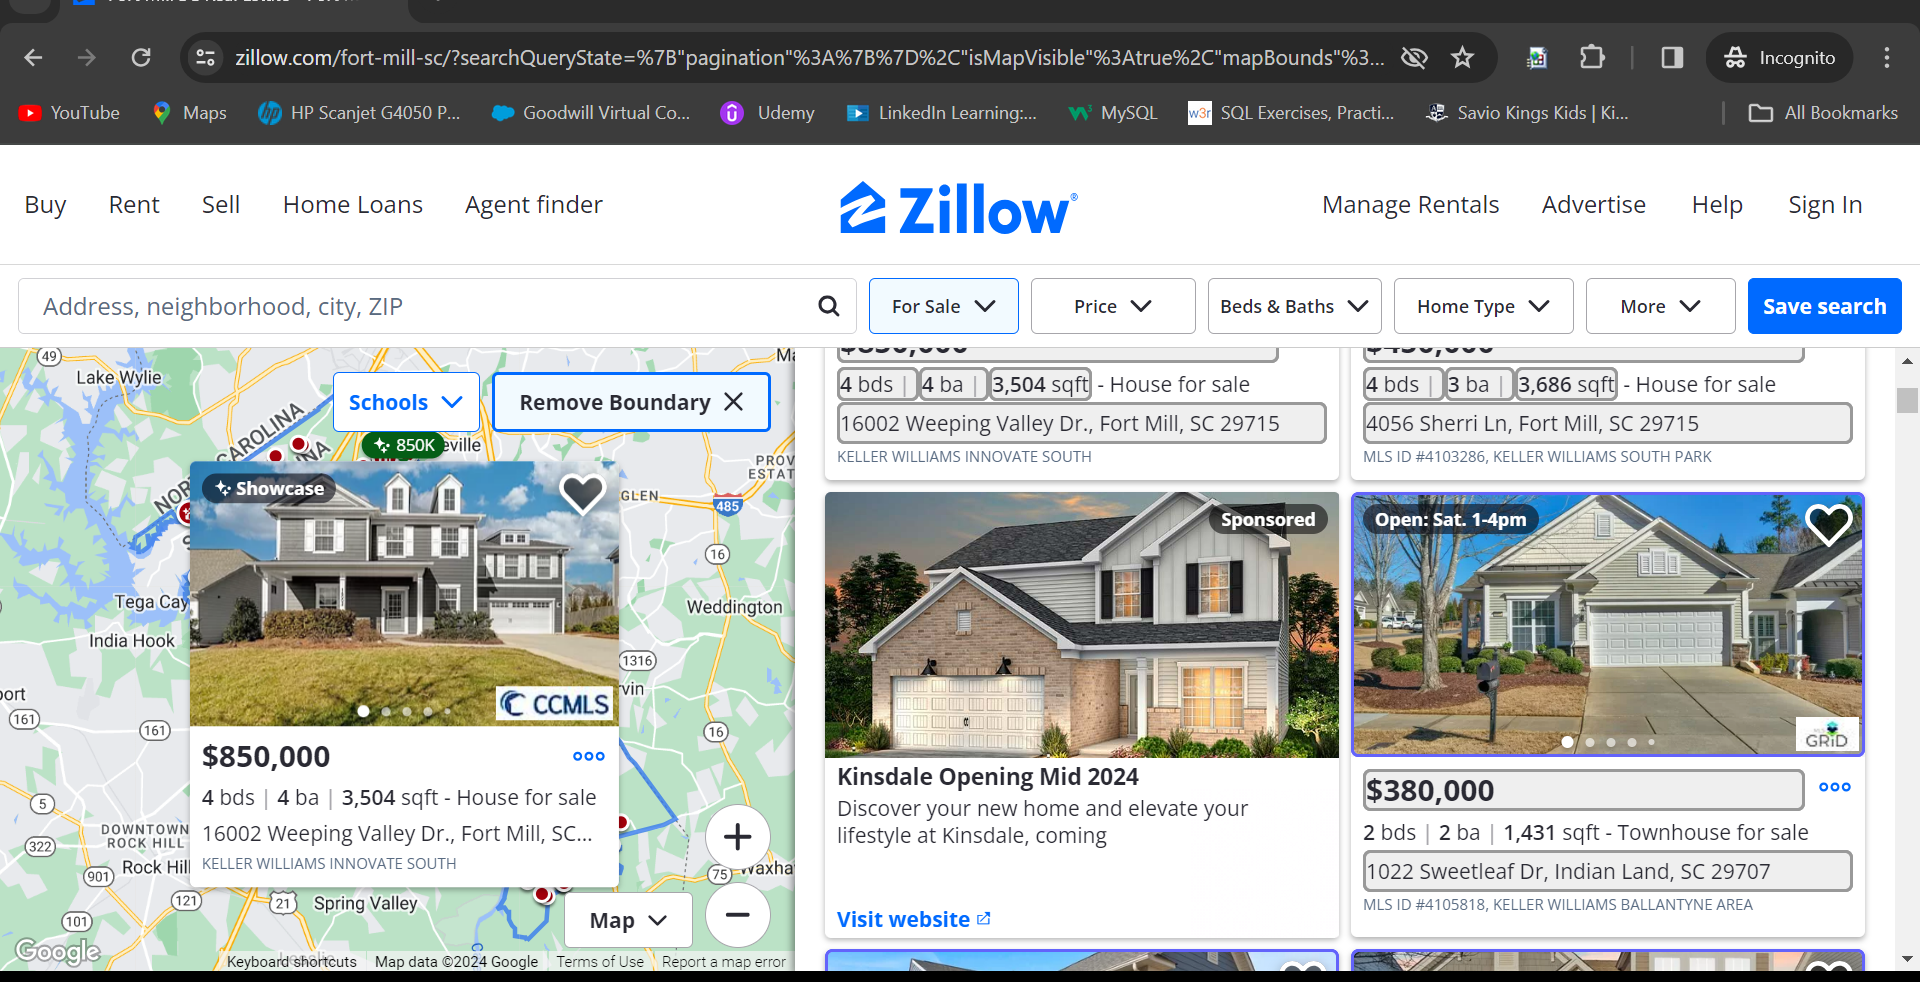 zillow.com/fort-mill-sc/?searchQueryState=%7B"pagination"%3A%7B%7D%2C"isMapVisible"%3Atrue%2C"mapBounds"%3...
Incognito
YouTube
Maps
HP Scanjet G4050 P...
Goodwill Virtual Co...
Udemy
LinkedIn Learning:...
MySQL
w3r
SQL Exercises, Practi...
Savio Kings Kids | Ki...
All Bookmarks
Buy
Rent
Sell
Home Loans
Agent finder
Zillow®
Manage Rentals
Advertise
Help
Sign In
Address, neighborhood, city, ZIP
For Sale
Price
Beds & Baths
Home Type
More
Save search
49
Lake Wylie
CAROLINA
Schools
Remove Boundary
850K
eville
PROV
ESTAT
GLEN
485
16
Tega Cay
India Hook
Weddington
1316
rvin
port
161
161
16
5
DOWNTOWN
ROCK HILL
322
Rock Hill
901
75
Waxha
121
21
Spring Valley
101
Showcase
CCMLS
$850,000
4 bds | 4 ba | 3,504 sqft - House for sale
16002 Weeping Valley Dr., Fort Mill, SC...
KELLER WILLIAMS INNOVATE SOUTH
Map
Google
Keyboard shortcuts
Map data ©2024 Google
Terms of Use
Report a map error
$850,000
4 bds | 4 ba | 3,504 sqft - House for sale
16002 Weeping Valley Dr., Fort Mill, SC 29715
KELLER WILLIAMS INNOVATE SOUTH
4 bds | 3 ba | 3,686 sqft - House for sale
4056 Sherri Ln, Fort Mill, SC 29715
MLS ID #4103286, KELLER WILLIAMS SOUTH PARK
Sponsored
Kinsdale Opening Mid 2024
Discover your new home and elevate your
lifestyle at Kinsdale, coming
Visit website
Open: Sat. 1-4pm
GRiD
$380,000
2 bds | 2 ba | 1,431 sqft - Townhouse for sale
1022 Sweetleaf Dr, Indian Land, SC 29707
MLS ID #4105818, KELLER WILLIAMS BALLANTYNE AREA